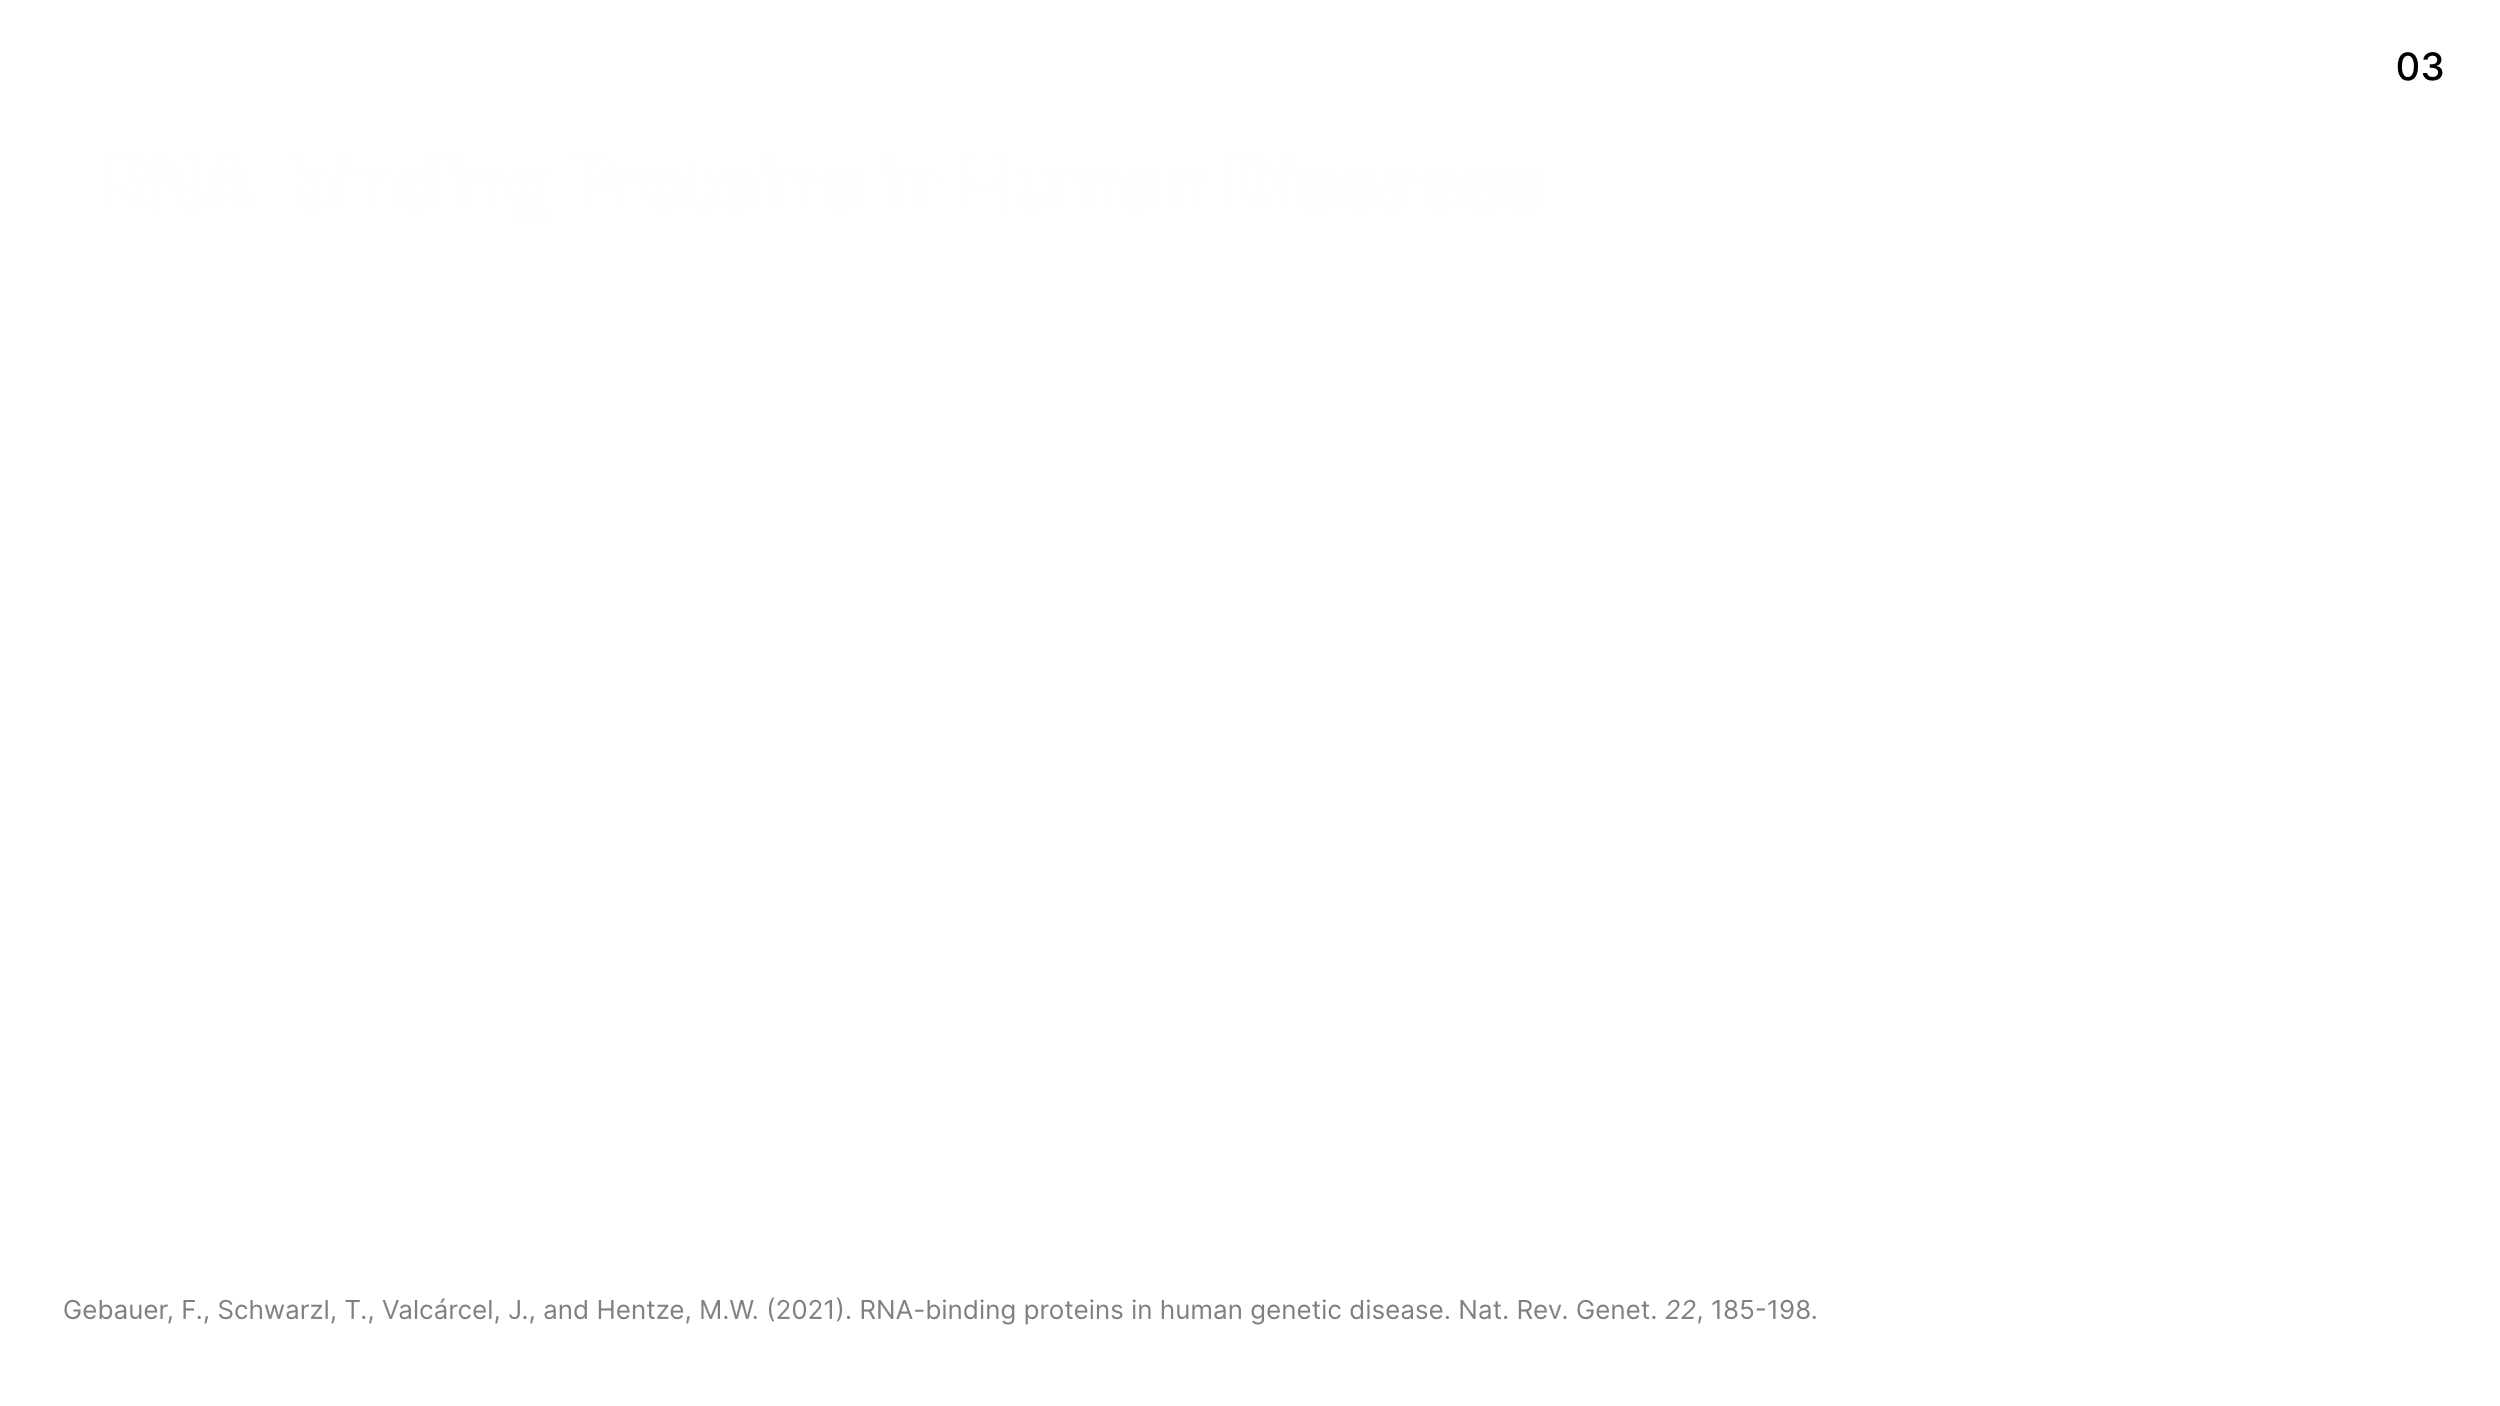 03
Gebauer, F., Schwarzl, T., Valcárcel, J., and Hentze, M.W. (2021). RNA-binding proteins in human genetic disease. Nat. Rev. Genet. 22, 185-198.